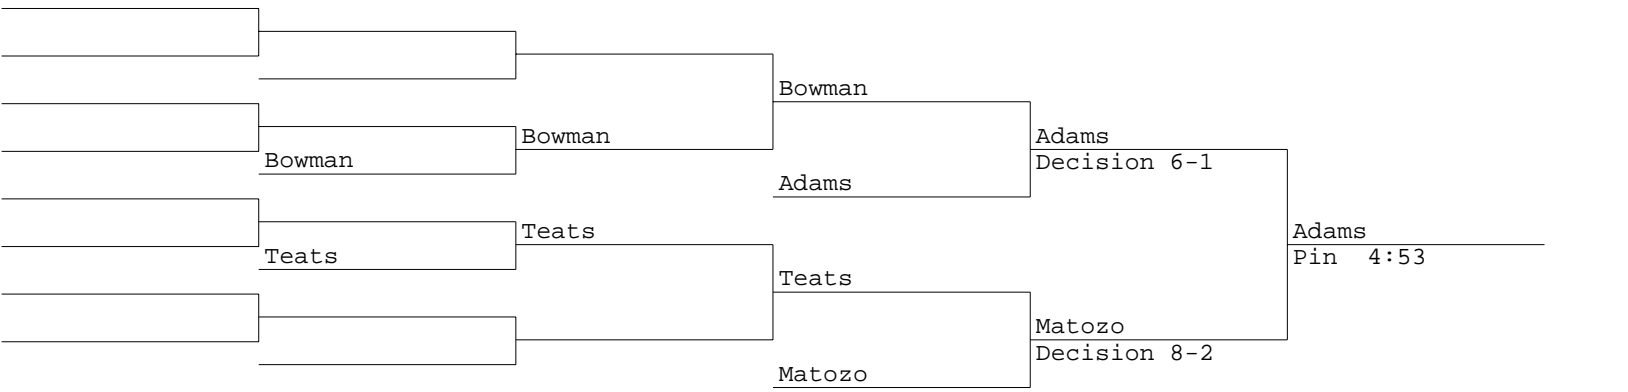 Bowman
Bowman
Adams
Bowman
Decision 6-1
Adams
Teats
Adams
Teats
Pin  4:53
Teats
Matozo
Decision 8-2
Matozo